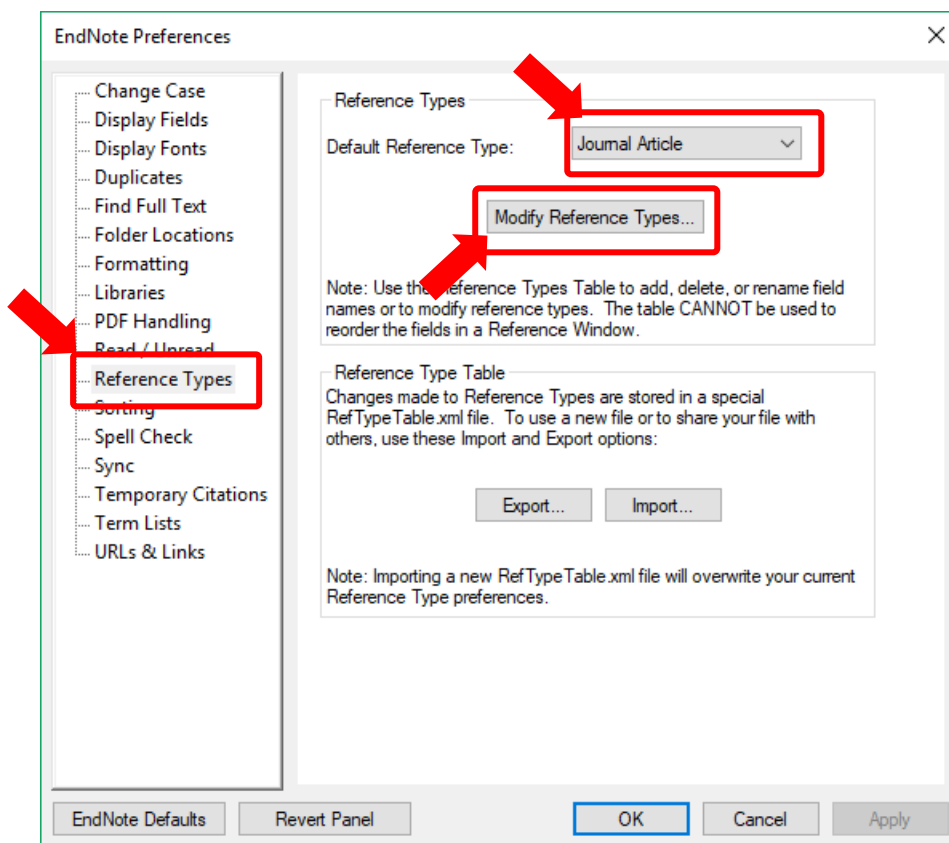 EndNote Preferences
Change Case
Display Fields
Display Fonts
Duplicates
Find Full Text
Folder Locations
Formatting
Libraries
PDF Handling
Read / Unread
Reference Types
Sorting
Spell Check
Sync
Temporary Citations
Term Lists
URLs & Links
Reference Types
Default Reference Type:
Journal Article
Modify Reference Types...
Note: Use the Reference Types Table to add, delete, or rename field
names or to modify reference types. The table CANNOT be used to
reorder the fields in a Reference Window.
Reference Type Table
Changes made to Reference Types are stored in a special
RefTypeTable.xml file. To use a new file or to share your file with
others, use these Import and Export options:
Export...
Import...
Note: Importing a new RefTypeTable.xml file will overwrite your current
Reference Type preferences.
EndNote Defaults
Revert Panel
OK
Cancel
Apply